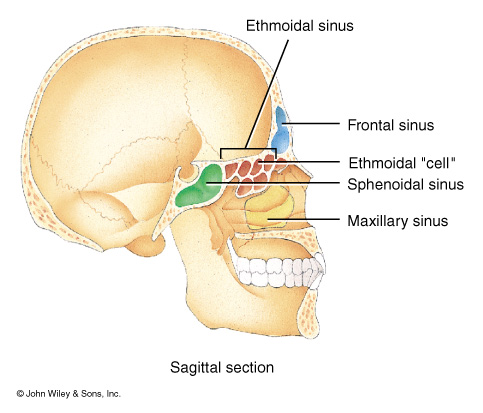 Ethmoidal sinus
Frontal sinus
Ethmoidal "cell"
Sphenoidal sinus
Maxillary sinus
Sagittal section
© John Wiley & Sons, Inc.